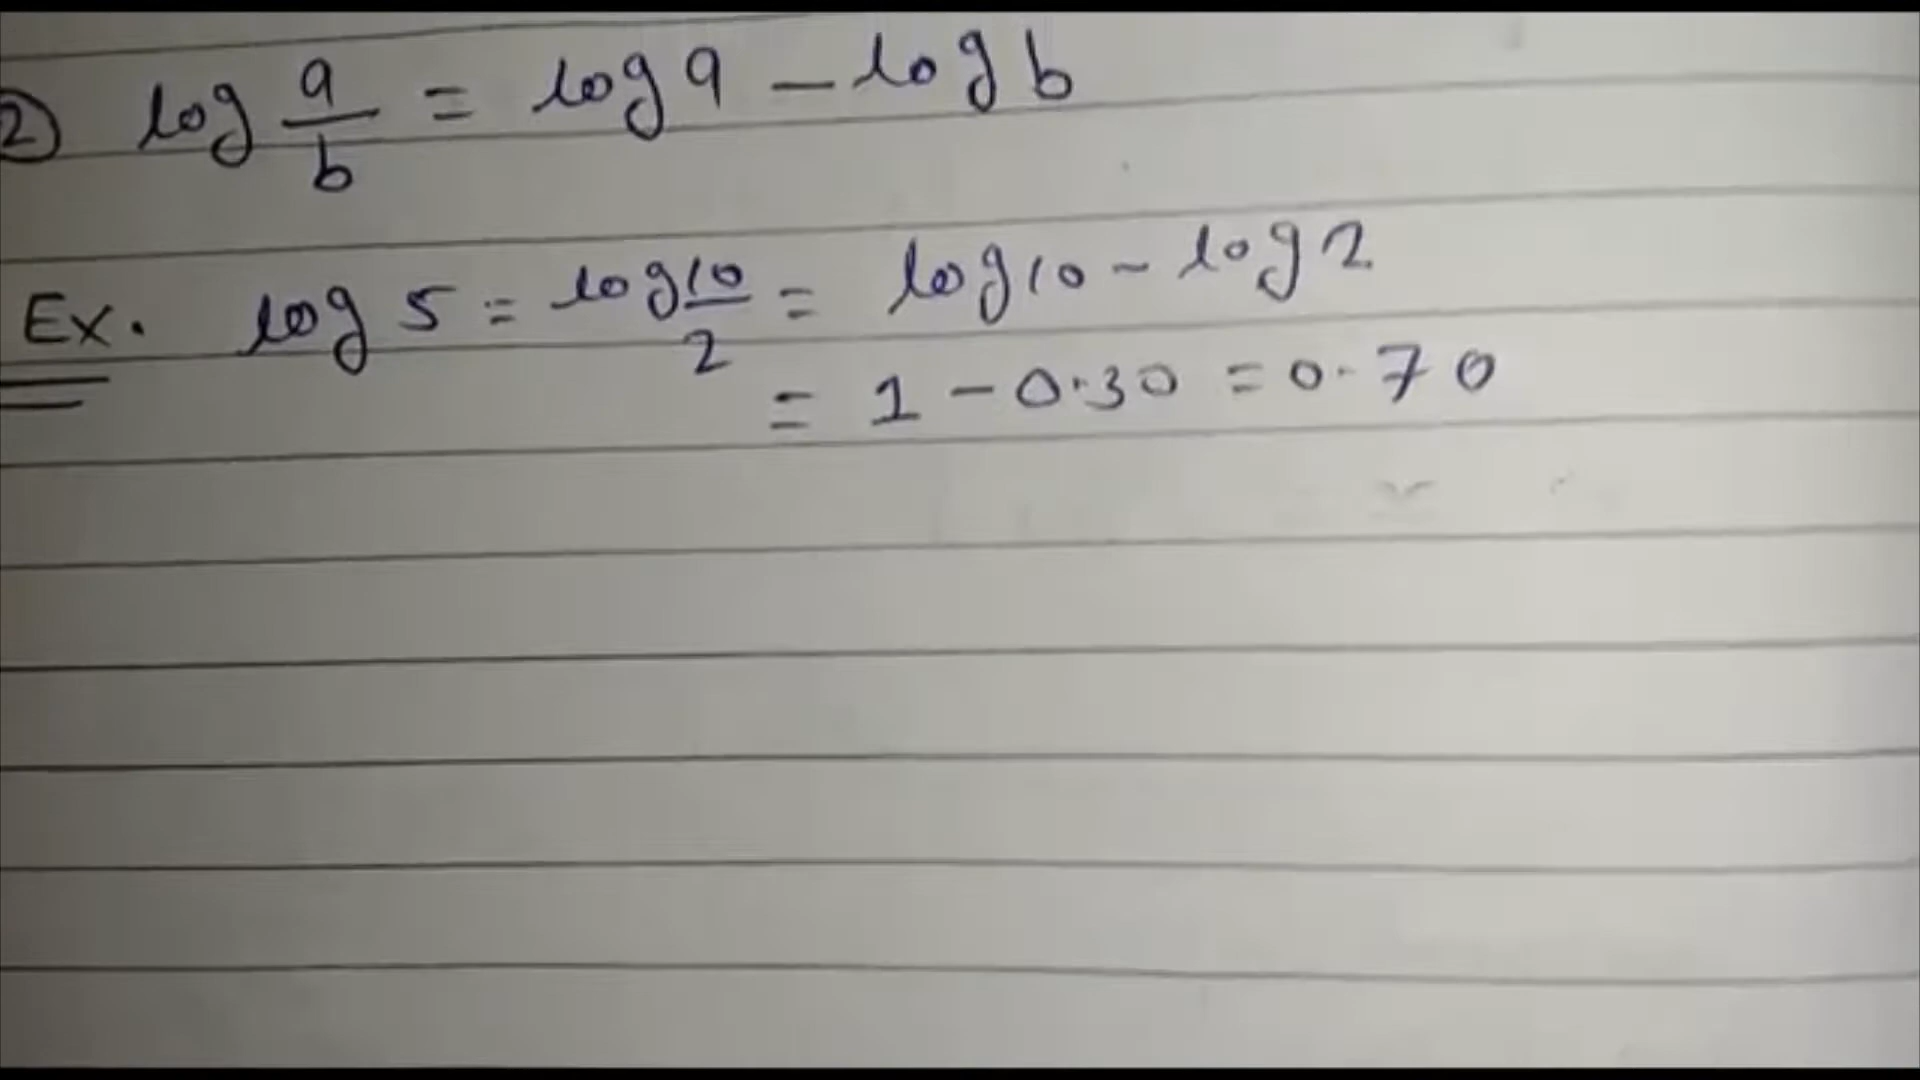 ② log a/b = log a - log b
Ex. log 5 = log 10/2 = log 10 - log 2
= 1 - 0.30 = 0.70